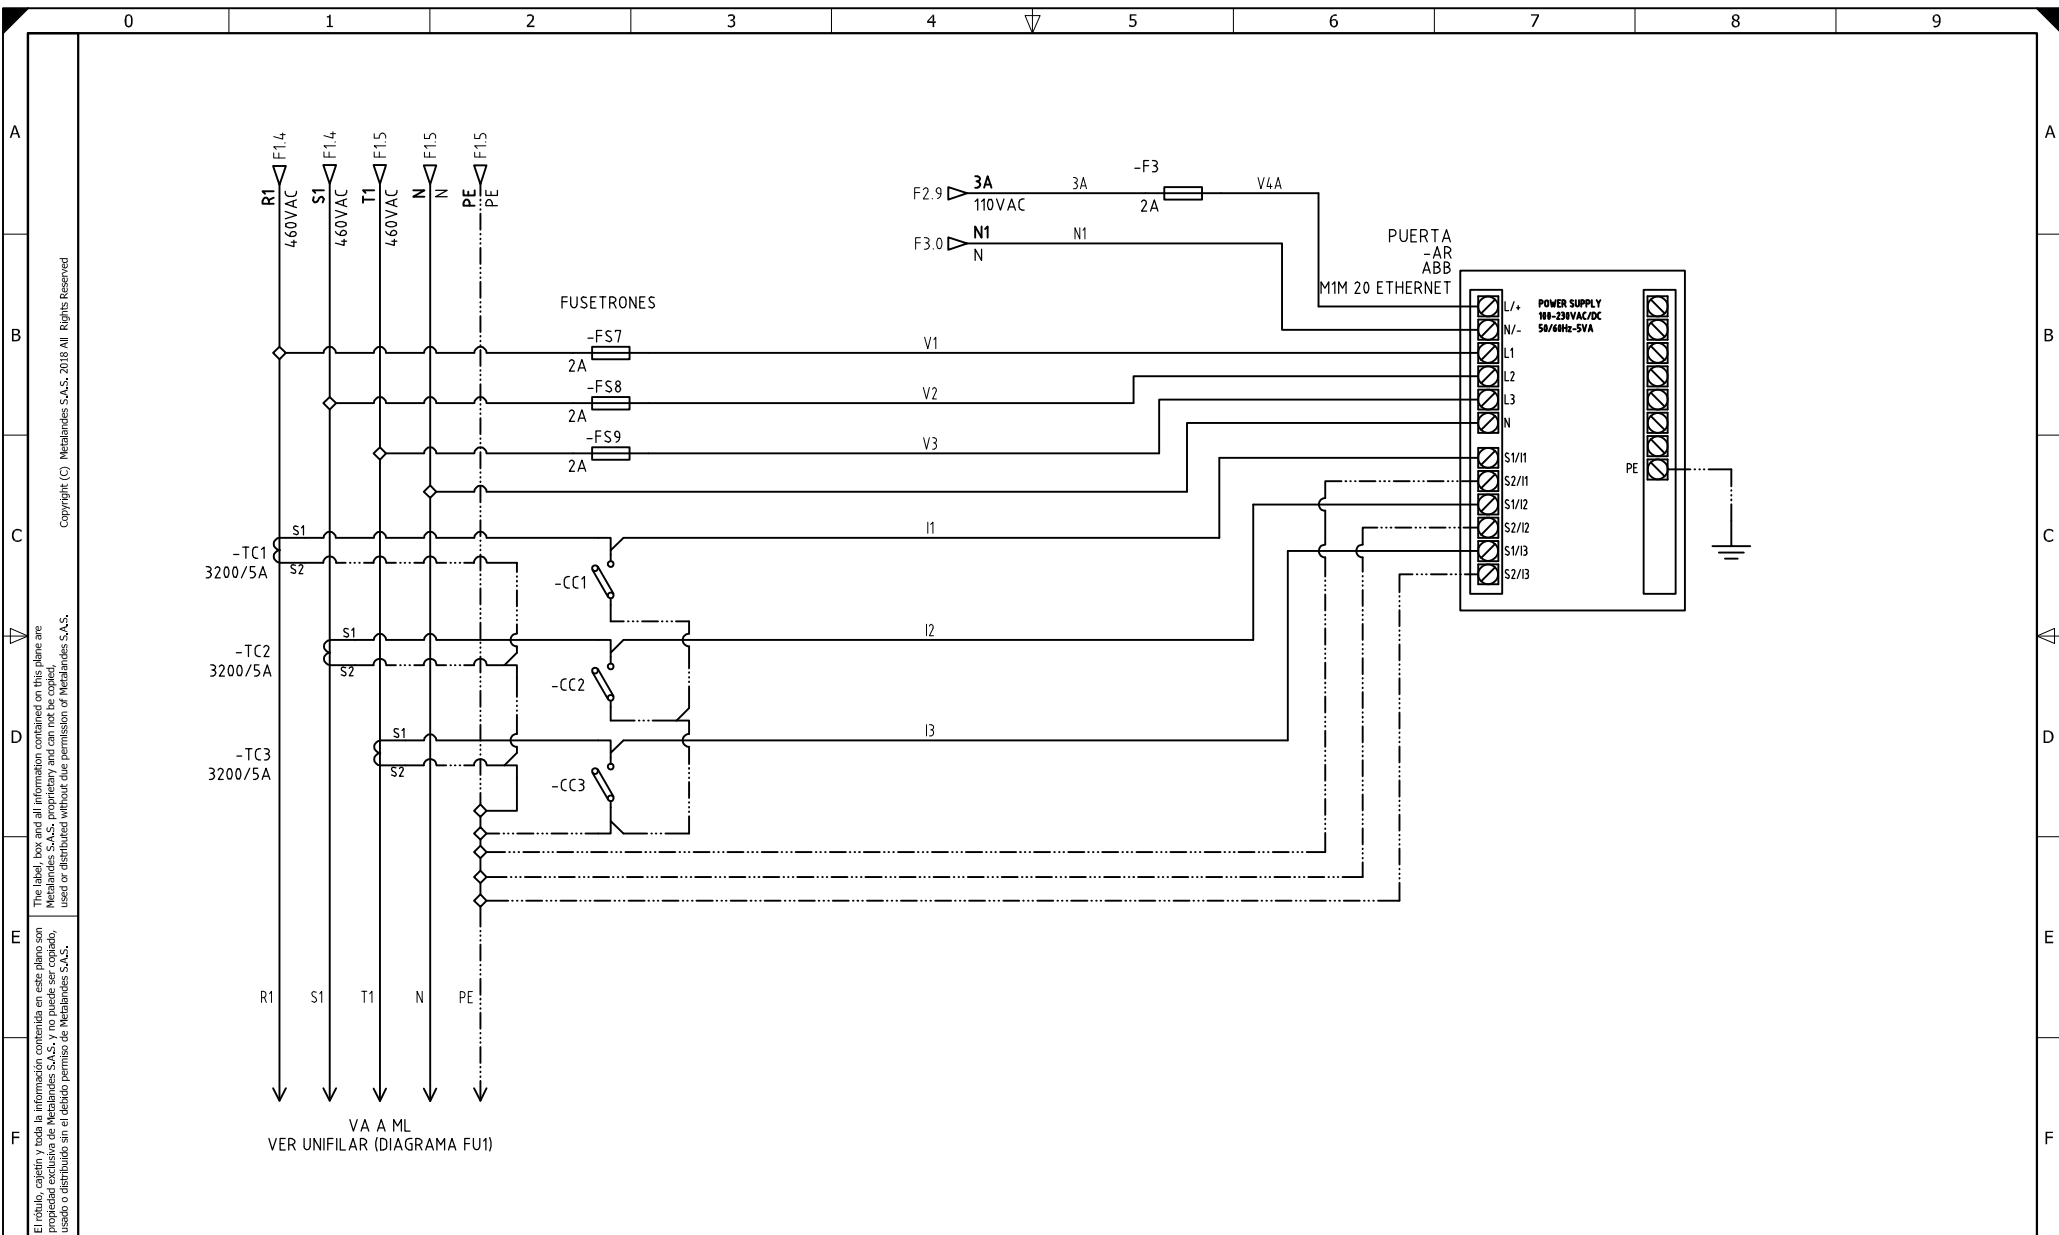 0 1 2 3 4 5 6 7 8 9
A
B
C
D
E
F
A
B
C
D
E
F
Copyright (C) Metalandes S.A.S. 2018 All Rights Reserved
The label, box and all information contained on this plane are
Metalandes S.A.S. proprietary and can not be copied,
used or distributed without due permission of Metalandes S.A.S.
El rótulo, cajetín y toda la información contenida en este plano son
propiedad exclusiva de Metalandes S.A.S. y no puede ser copiado,
usado o distribuido sin el debido permiso de Metalandes S.A.S.
F1.4
F1.4
F1.5
F1.5
F1.5
R1
460VAC
S1
460VAC
T1
460VAC
N
N
PE
PE
F2.9
3A
110VAC
3A
-F3
2A
V4A
F3.0
N1
N
N1
PUERTA
-AR
ABB
M1M 20 ETHERNET
POWER SUPPLY
100-230VAC/DC
50/60Hz-5VA
L/+
N/-
L1
L2
L3
N
S1/I1
S2/I1
S1/I2
S2/I2
S1/I3
S2/I3
PE
FUSETRONES
-FS7
2A
V1
-FS8
2A
V2
-FS9
2A
V3
-TC1
3200/5A
S1
S2
-CC1
I1
-TC2
3200/5A
S1
S2
-CC2
I2
-TC3
3200/5A
S1
S2
-CC3
I3
R1
S1
T1
N
PE
VA A ML
VER UNIFILAR (DIAGRAMA FU1)